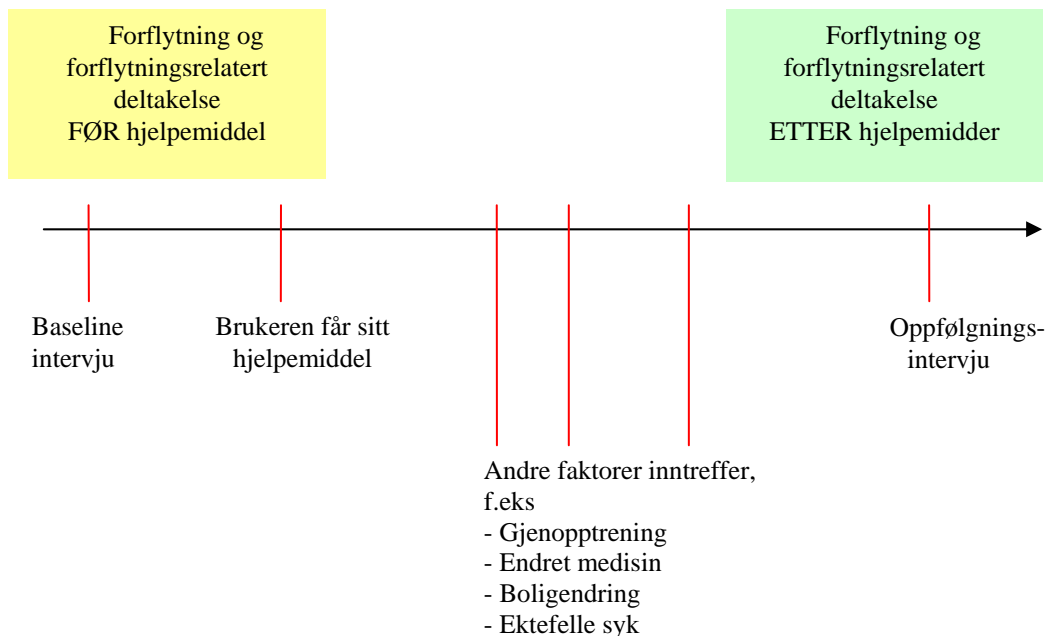 Forflytning og
forflytningsrelatert
deltakelse
FØR hjelpemiddel
Forflytning og
forflytningsrelatert
deltakelse
ETTER hjelpemidder
Baseline
intervju
Brukeren får sitt
hjelpemiddel
Oppfølgnings-
intervju
Andre faktorer inntreffer,
f.eks
- Gjenopptrening
- Endret medisin
- Boligendring
- Ektefelle syk